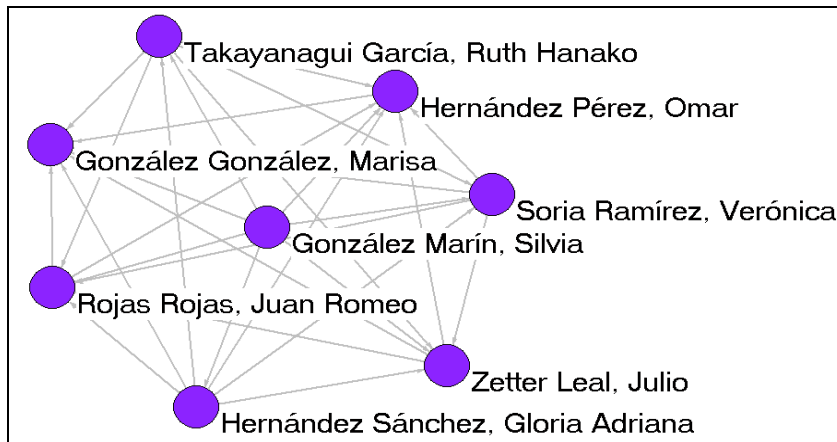 Takayanagui García, Ruth Hanako
Hernández Pérez, Omar
González González, Marisa
Soria Ramírez, Verónica
González Marín, Silvia
Rojas Rojas, Juan Romeo
Zetter Leal, Julio
Hernández Sánchez, Gloria Adriana